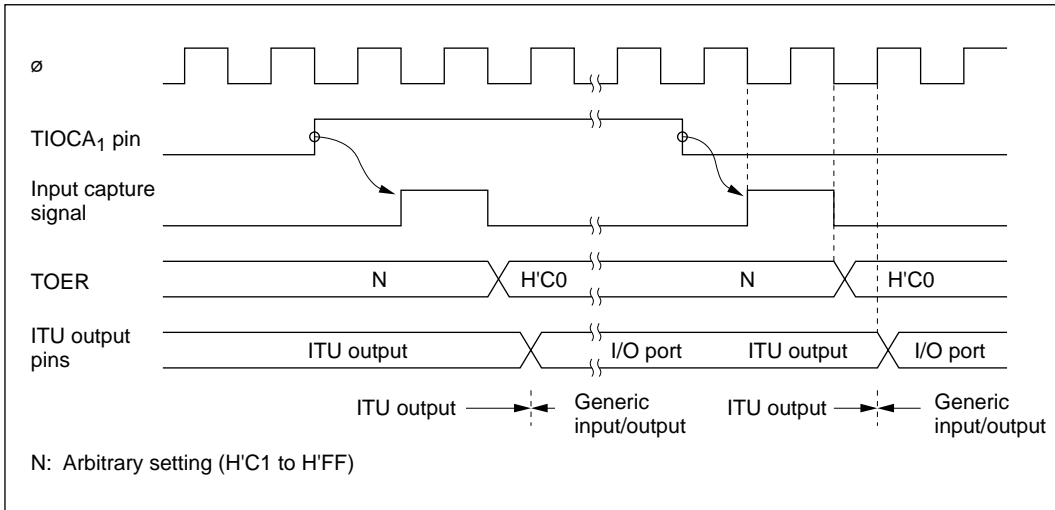 ø
TIOCA1 pin
Input capture
signal
TOER N H'C0 N H'C0
ITU output
pins
ITU output I/O port ITU output I/O port
ITU output Generic
input/output
ITU output Generic
input/output
N: Arbitrary setting (H'C1 to H'FF)